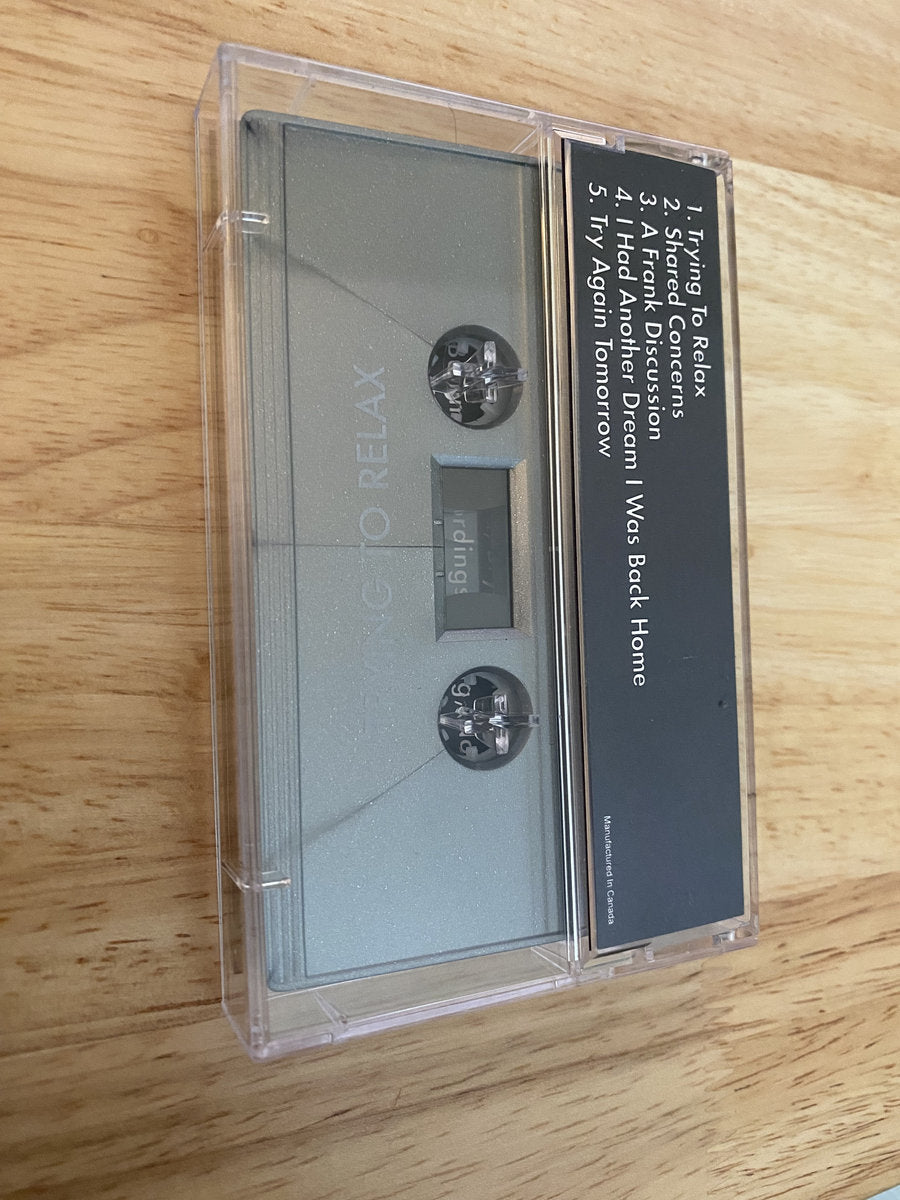 1. Trying To Relax
2. Shared Concerns
3. A Frank Discussion
4. I Had Another Dream I Was Back Home
5. Try Again Tomorrow
Manufactured In Canada
TO RELAX